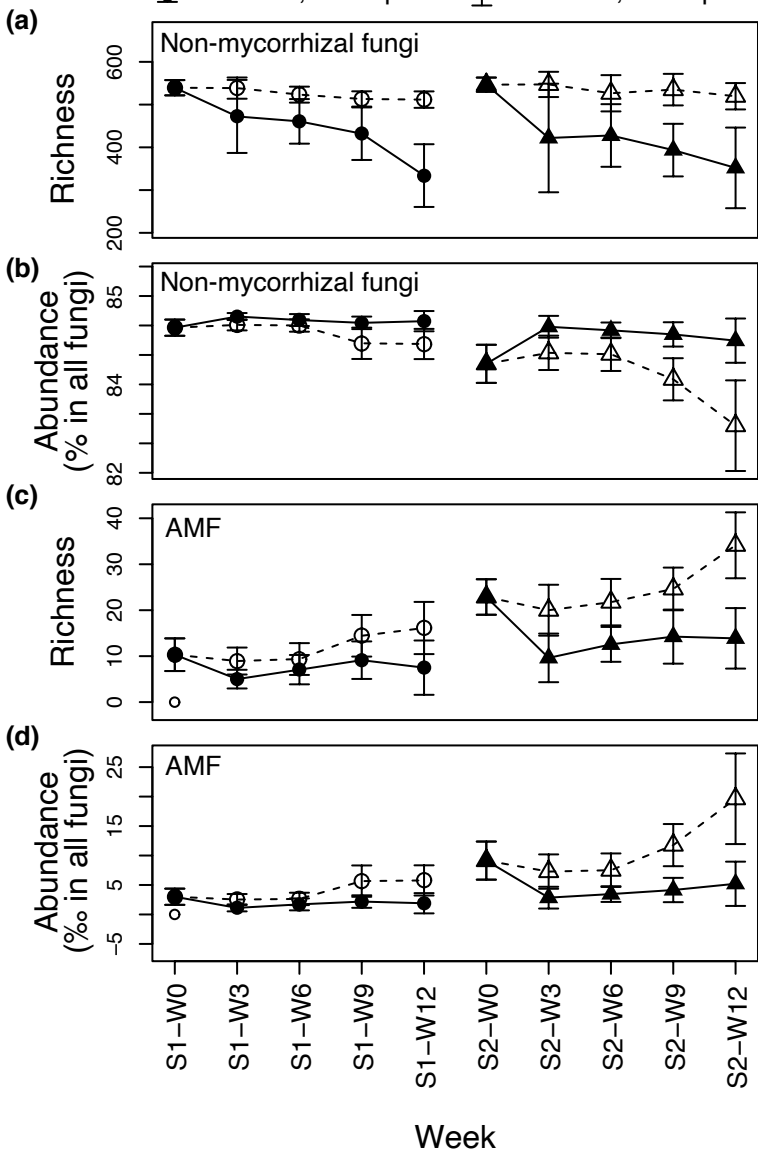 (a)
Non-mycorrhizal fungi
Richness
600
400
200
(b)
Non-mycorrhizal fungi
Abundance
(% in all fungi)
85
84
82
(c)
AMF
Richness
40
30
20
10
0
(d)
AMF
Abundance
(‰ in all fungi)
25
15
5
−5
S1−W0
S1−W3
S1−W6
S1−W9
S1−W12
S2−W0
S2−W3
S2−W6
S2−W9
S2−W12
Week